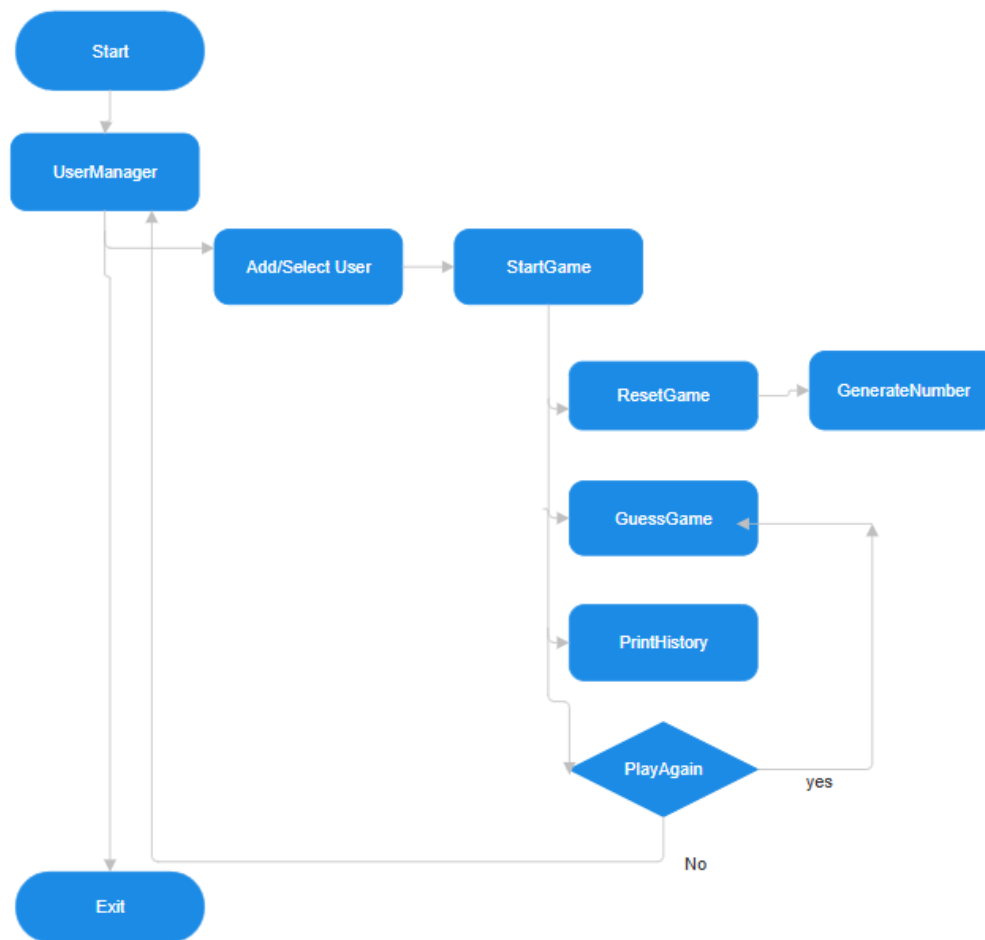 Start
UserManager
Add/Select User
StartGame
ResetGame
GenerateNumber
GuessGame
PrintHistory
PlayAgain
yes
No
Exit